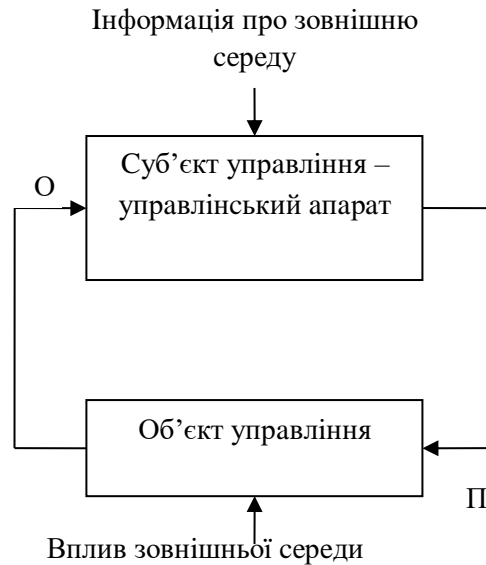 Інформація про зовнішню
середу
О
Суб’єкт управління –
управлінський апарат
Об’єкт управління
П
Вплив зовнішньої середи